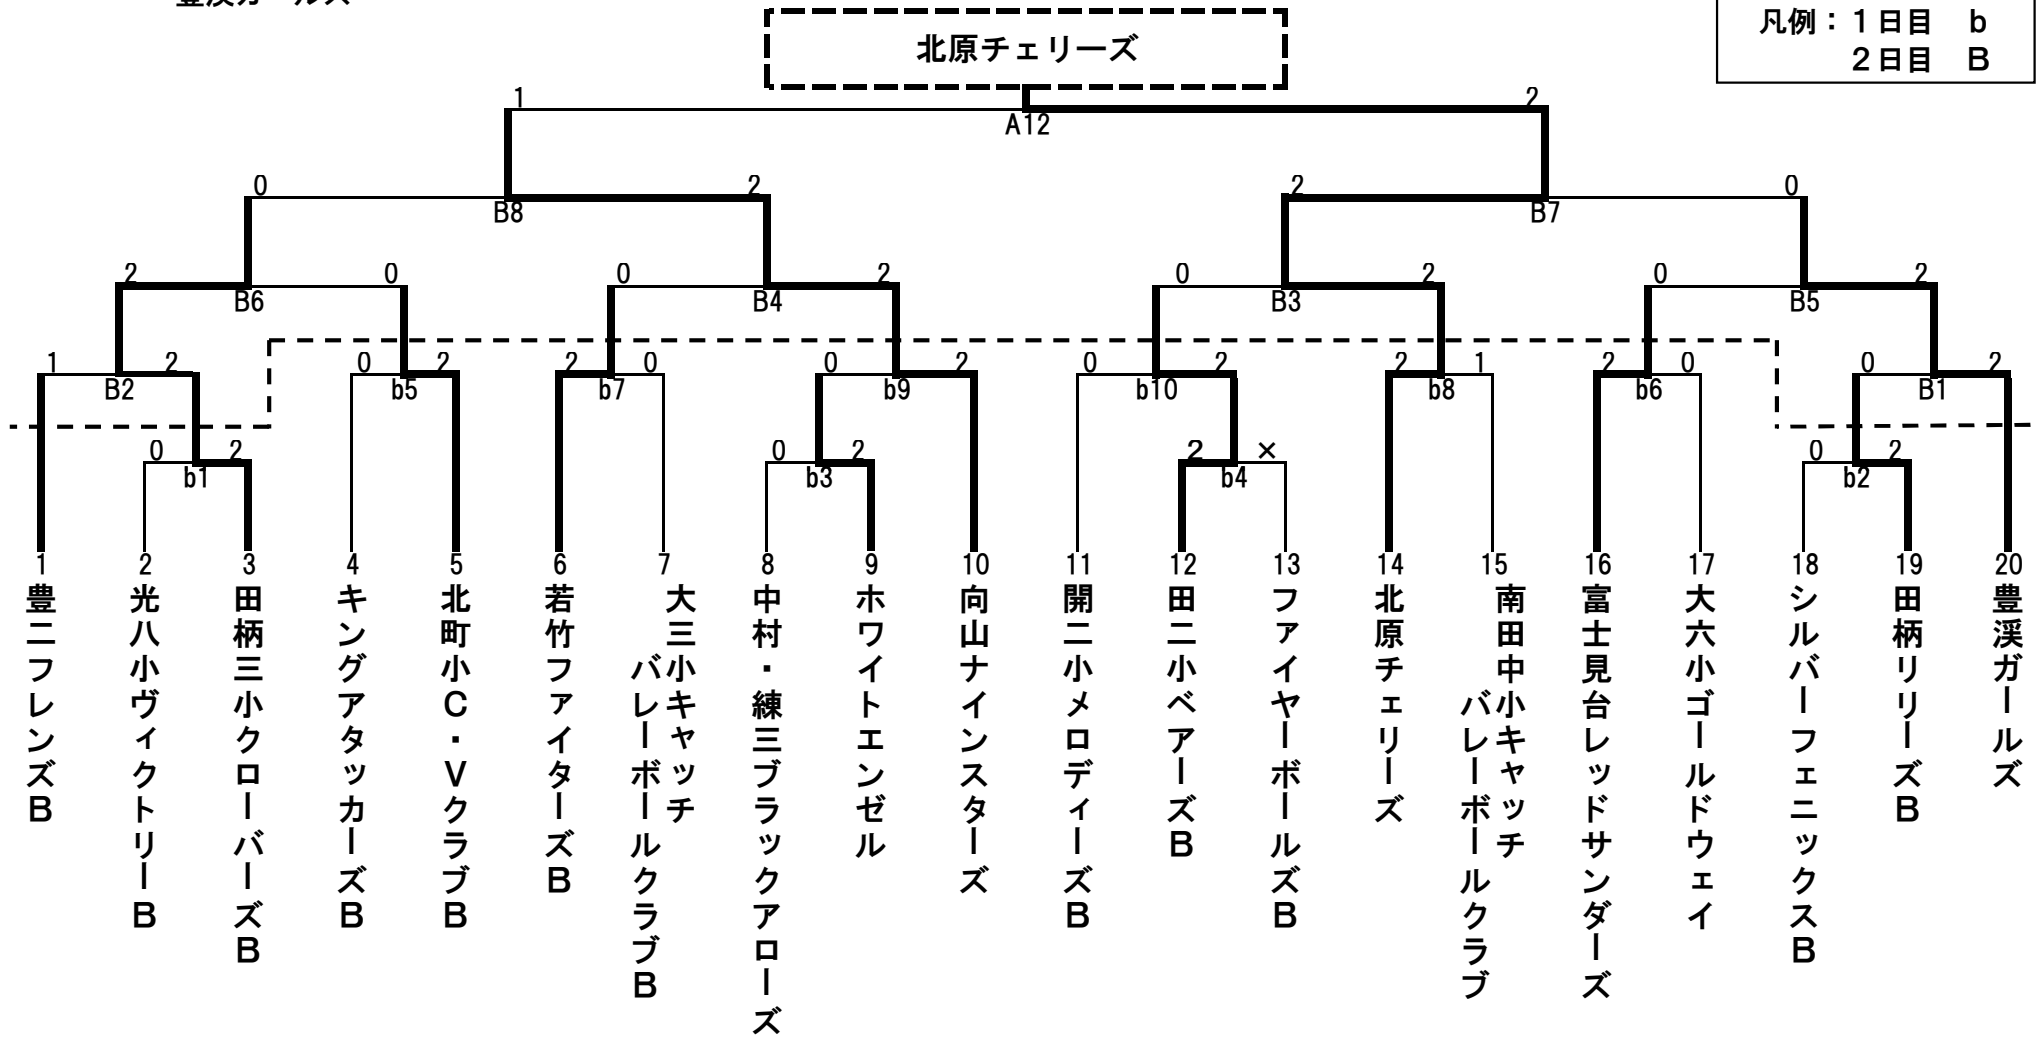 北原チェリーズ
凡例：１日目　ｂ
２日目　Ｂ
1
2
A12
0
2
2
0
B8
B7
2
0
0
2
0
2
0
2
B6
B4
B3
B5
1
2
0
2
2
0
0
2
0
2
2
1
2
0
0
2
B2
b5
b7
b9
b10
b8
b6
B1
0
2
0
2
2
×
0
2
b1
b3
b4
b2
1
2
3
4
5
6
7
8
9
10
11
12
13
14
15
16
17
18
19
20
豊二フレンズＢ
光八小ヴィクトリーＢ
田柄三小クローバーズＢ
キングアタッカーズＢ
北町小Ｃ・Ｖクラブ Ｂ
若竹ファイターズＢ
大三小キャッチ
バレーボールクラブＢ
中村・練三ブラックアローズ
ホワイトエンゼル
向山ナインスターズ
開二小メロディーズＢ
田二小ベアーズＢ
ファイヤーボールズＢ
北原チェリーズ
南田中小キャッチ
バレーボールクラブ
富士見台レッドサンダーズ
大六小ゴールドウェイ
シルバーフェニックスＢ
田柄リリーズＢ
豊渓ガールズ